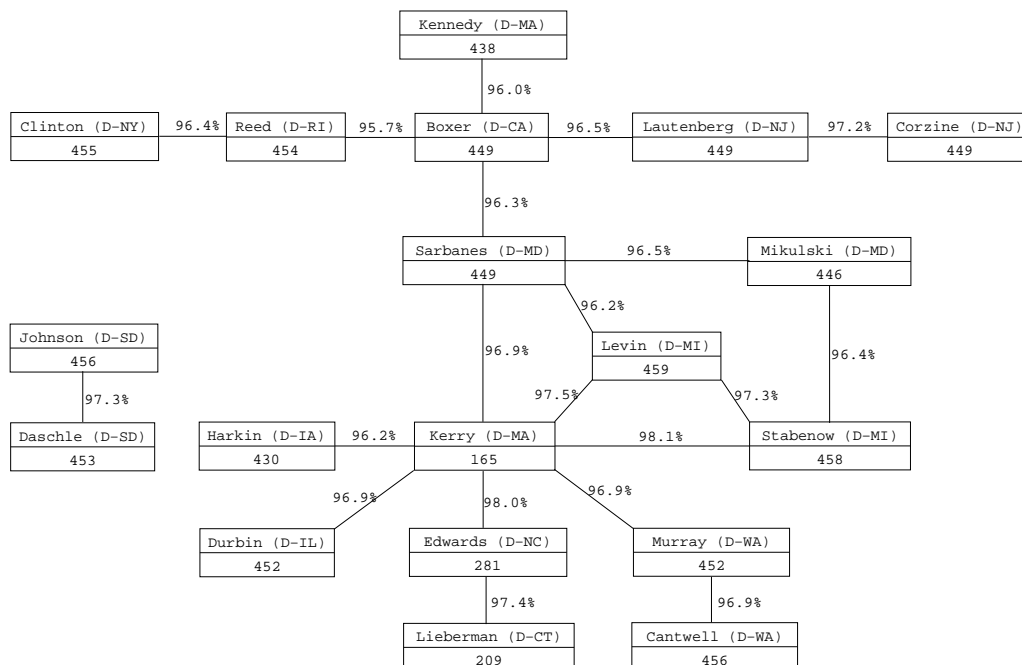 Kennedy (D-MA)
438
96.0%
Clinton (D-NY)
455
96.4%
Reed (D-RI)
454
95.7%
Boxer (D-CA)
449
96.5%
Lautenberg (D-NJ)
449
97.2%
Corzine (D-NJ)
449
96.3%
Sarbanes (D-MD)
449
96.5%
Mikulski (D-MD)
446
96.2%
Johnson (D-SD)
456
96.9%
Levin (D-MI)
459
96.4%
97.3%
97.5%
97.3%
Daschle (D-SD)
453
Harkin (D-IA)
430
96.2%
Kerry (D-MA)
165
98.1%
Stabenow (D-MI)
458
96.9%
98.0%
96.9%
Durbin (D-IL)
452
Edwards (D-NC)
281
Murray (D-WA)
452
97.4%
96.9%
Lieberman (D-CT)
209
Cantwell (D-WA)
456